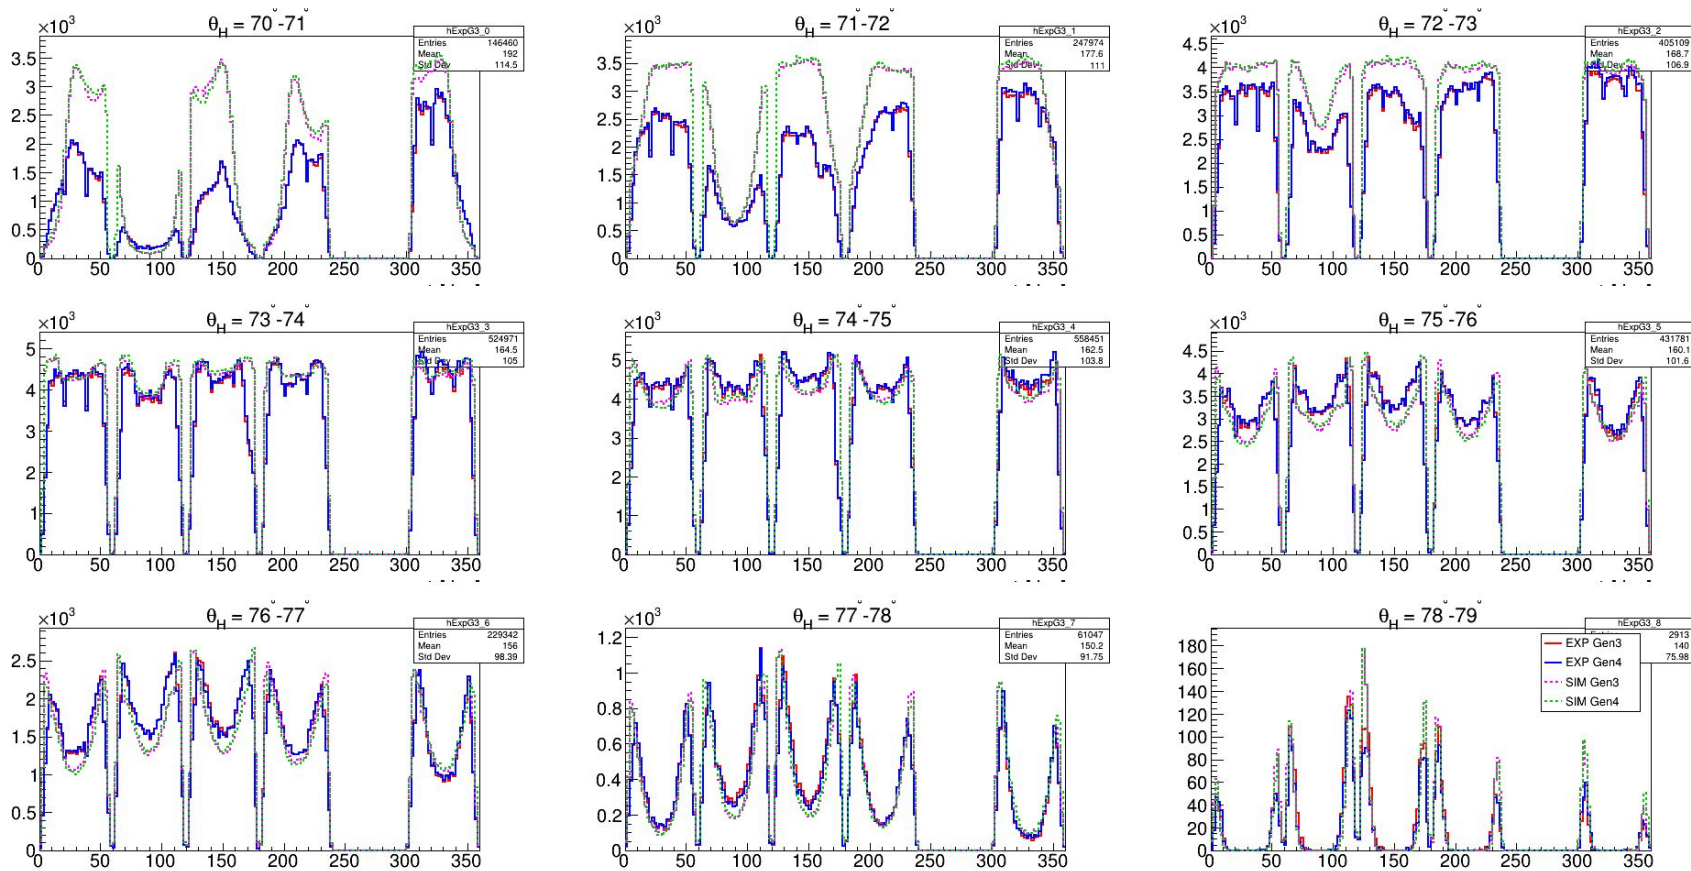 θH = 70°-71°
×10³
hExpG3_0
Entries 146460
Mean 192
Std Dev 114.5
3.5
3
2.5
2
1.5
1
0.5
0
0 50 100 150 200 250 300 350
θH = 71°-72°
×10³
hExpG3_1
Entries 247974
Mean 177.6
Std Dev 111
3.5
3
2.5
2
1.5
1
0.5
0
0 50 100 150 200 250 300 350
θH = 72°-73°
×10³
hExpG3_2
Entries 405109
Mean 168.7
Std Dev 106.9
4.5
4
3.5
3
2.5
2
1.5
1
0.5
0
0 50 100 150 200 250 300 350
θH = 73°-74°
×10³
hExpG3_3
Entries 524971
Mean 164.5
Std Dev 105
5
4
3
2
1
0
0 50 100 150 200 250 300 350
θH = 74°-75°
×10³
hExpG3_4
Entries 558451
Mean 162.5
Std Dev 103.8
5
4
3
2
1
0
0 50 100 150 200 250 300 350
θH = 75°-76°
×10³
hExpG3_5
Entries 431781
Mean 160.1
Std Dev 101.6
4.5
4
3.5
3
2.5
2
1.5
1
0.5
0
0 50 100 150 200 250 300 350
θH = 76°-77°
×10³
hExpG3_6
Entries 229342
Mean 156
Std Dev 98.39
2.5
2
1.5
1
0.5
0
0 50 100 150 200 250 300 350
θH = 77°-78°
×10³
hExpG3_7
Entries 61047
Mean 150.2
Std Dev 91.75
1.2
1
0.8
0.6
0.4
0.2
0
0 50 100 150 200 250 300 350
θH = 78°-79°
hExpG3_8
2913
140
75.98
EXP Gen3
EXP Gen4
SIM Gen3
SIM Gen4
180
160
140
120
100
80
60
40
20
0
0 50 100 150 200 250 300 350